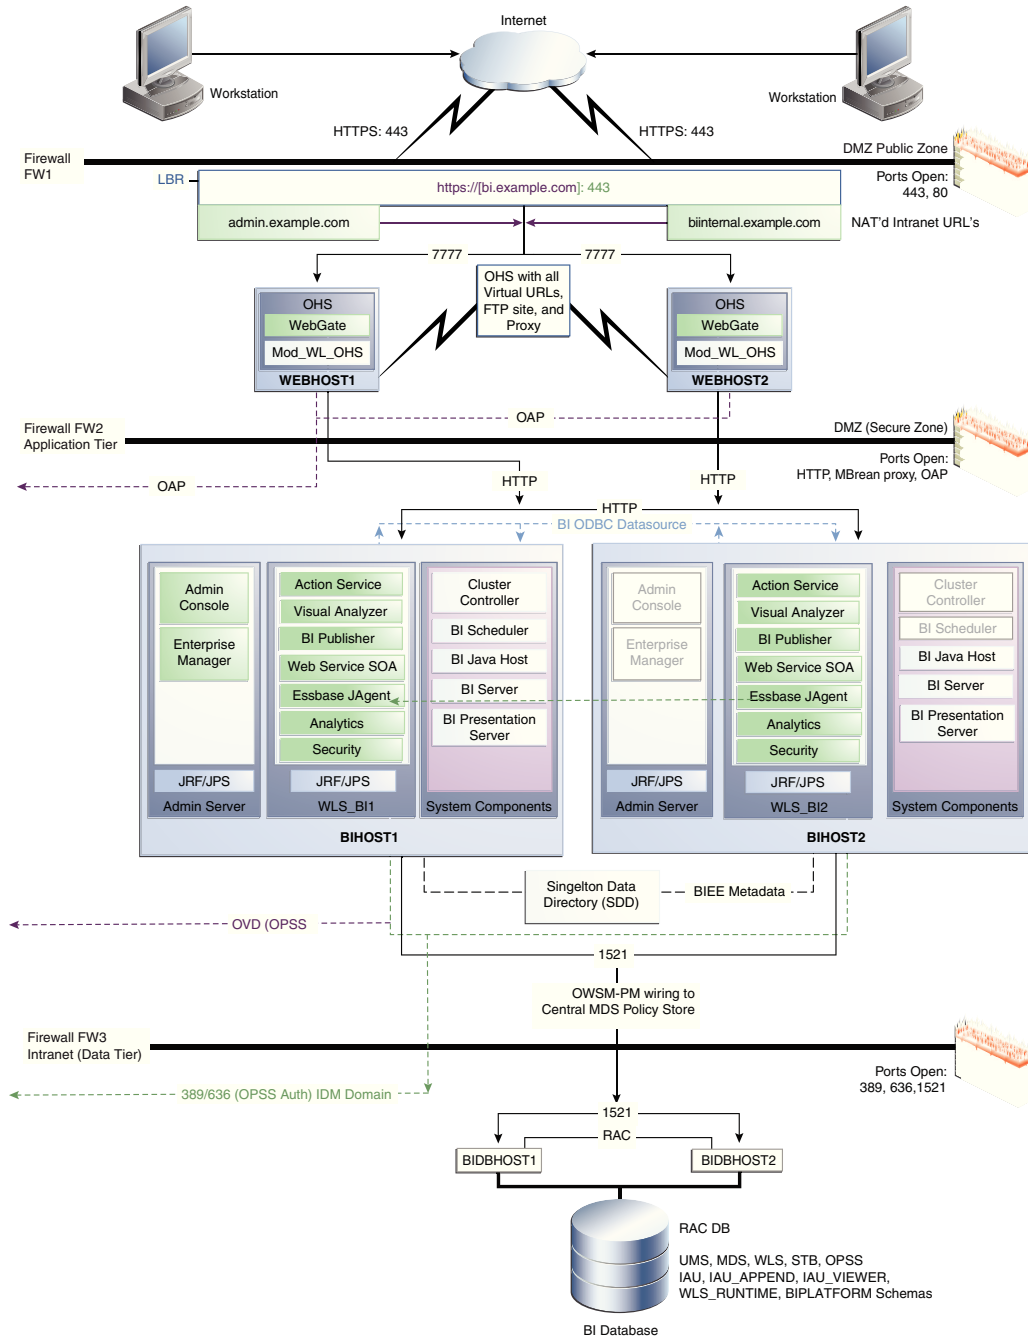 Internet
Workstation
Workstation
HTTPS: 443
HTTPS: 443
Firewall
FW1
DMZ Public Zone
Ports Open:
443, 80
LBR
https://[bi.example.com]: 443
admin.example.com
biinternal.example.com
NAT'd Intranet URL's
7777
7777
OHS with all
Virtual URLs,
FTP site, and
Proxy
OHS
WebGate
Mod_WL_OHS
WEBHOST1
OHS
WebGate
Mod_WL_OHS
WEBHOST2
OAP
Firewall FW2
Application Tier
DMZ (Secure Zone)
Ports Open:
HTTP, MBrean proxy, OAP
OAP
HTTP
HTTP
HTTP
BI ODBC Datasource
Admin
Console
Enterprise
Manager
JRF/JPS
Admin Server
Action Service
Visual Analyzer
BI Publisher
Web Service SOA
Essbase JAgent
Analytics
Security
JRF/JPS
WLS_BI1
Cluster
Controller
BI Scheduler
BI Java Host
BI Server
BI Presentation
Server
System Components
BIHOST1
Admin
Console
Enterprise
Manager
JRF/JPS
Admin Server
Action Service
Visual Analyzer
BI Publisher
Web Service SOA
Essbase JAgent
Analytics
Security
JRF/JPS
WLS_BI2
Cluster
Controller
BI Scheduler
BI Java Host
BI Server
BI Presentation
Server
System Components
BIHOST2
Singelton Data
Directory (SDD)
BIEE Metadata
OVD (OPSS
1521
OWSM-PM wiring to
Central MDS Policy Store
Firewall FW3
Intranet (Data Tier)
Ports Open:
389, 636,1521
389/636 (OPSS Auth) IDM Domain
1521
RAC
BIDBHOST1
BIDBHOST2
RAC DB
UMS, MDS, WLS, STB, OPSS
IAU, IAU_APPEND, IAU_VIEWER,
WLS_RUNTIME, BIPLATFORM Schemas
BI Database